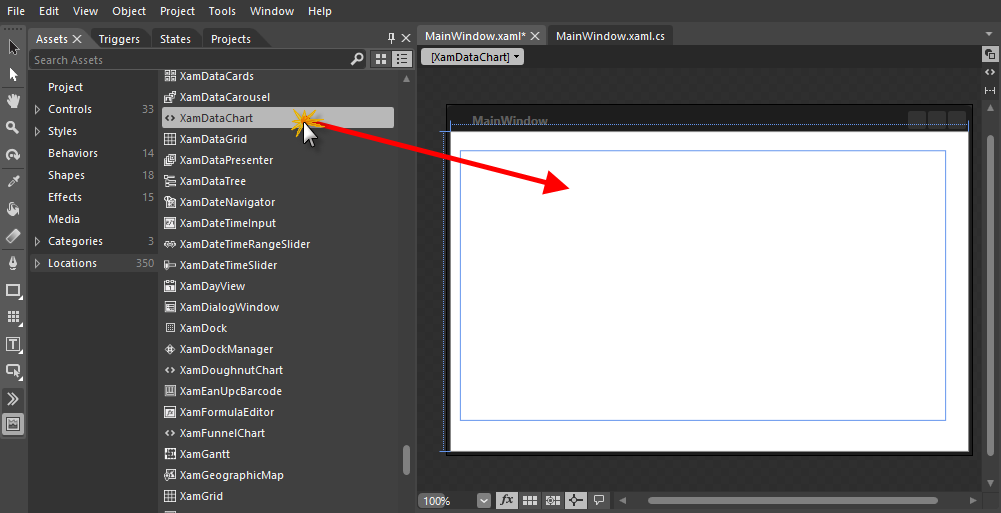 File Edit View Object Project Tools Window Help
Assets Triggers States Projects
Search Assets
Project
Controls 33
Styles
Behaviors 14
Shapes 18
Effects 15
Media
Categories 3
Locations 350
XamDataCards
XamDataCarousel
XamDataChart
XamDataGrid
XamDataPresenter
XamDataTree
XamDateNavigator
XamDateTimeInput
XamDateTimeRangeSlider
XamDateTimeSlider
XamDayView
XamDialogWindow
XamDock
XamDockManager
XamDoughnutChart
XamEanUpcBarcode
XamFormulaEditor
XamFunnelChart
XamGantt
XamGeographicMap
XamGrid
MainWindow.xaml* MainWindow.xaml.cs
[XamDataChart]
MainWindow
100% fx